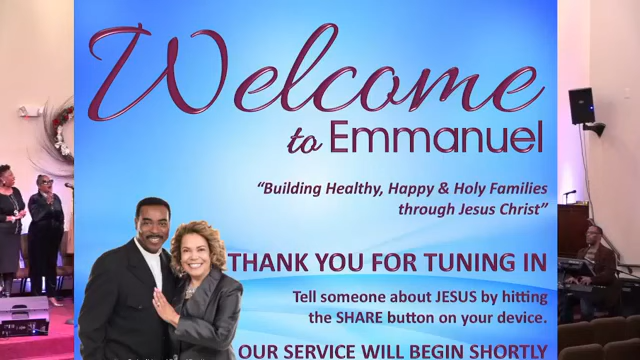 Welcome
to Emmanuel
“Building Healthy, Happy & Holy Families
through Jesus Christ”
THANK YOU FOR TUNING IN
Tell someone about JESUS by hitting
the SHARE button on your device.
OUR SERVICE WILL BEGIN SHORTLY